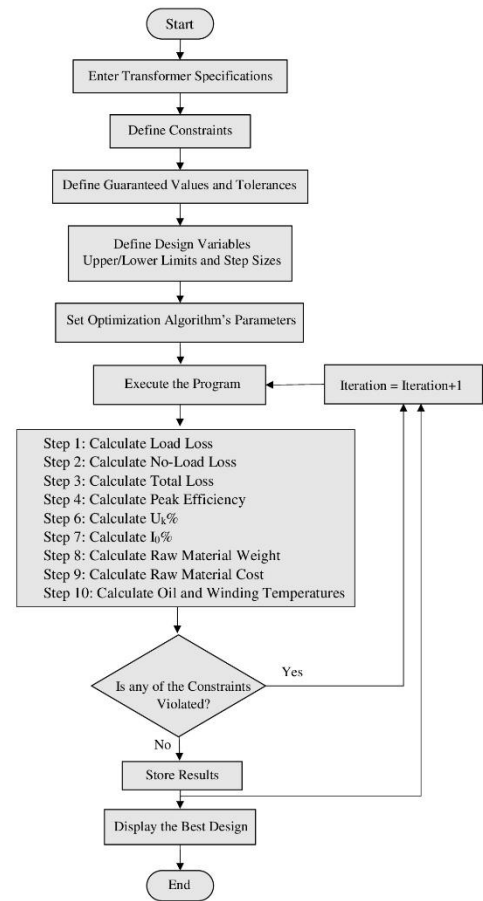 Start
Enter Transformer Specifications
Define Constraints
Define Guaranteed Values and Tolerances
Define Design Variables
Upper/Lower Limits and Step Sizes
Set Optimization Algorithm's Parameters
Execute the Program
Iteration = Iteration+1
Step 1: Calculate Load Loss
Step 2: Calculate No-Load Loss
Step 3: Calculate Total Loss
Step 4: Calculate Peak Efficiency
Step 6: Calculate Uk%
Step 7: Calculate I0%
Step 8: Calculate Raw Material Weight
Step 9: Calculate Raw Material Cost
Step 10: Calculate Oil and Winding Temperatures
Is any of the Constraints
Violated?
Yes
No
Store Results
Display the Best Design
End